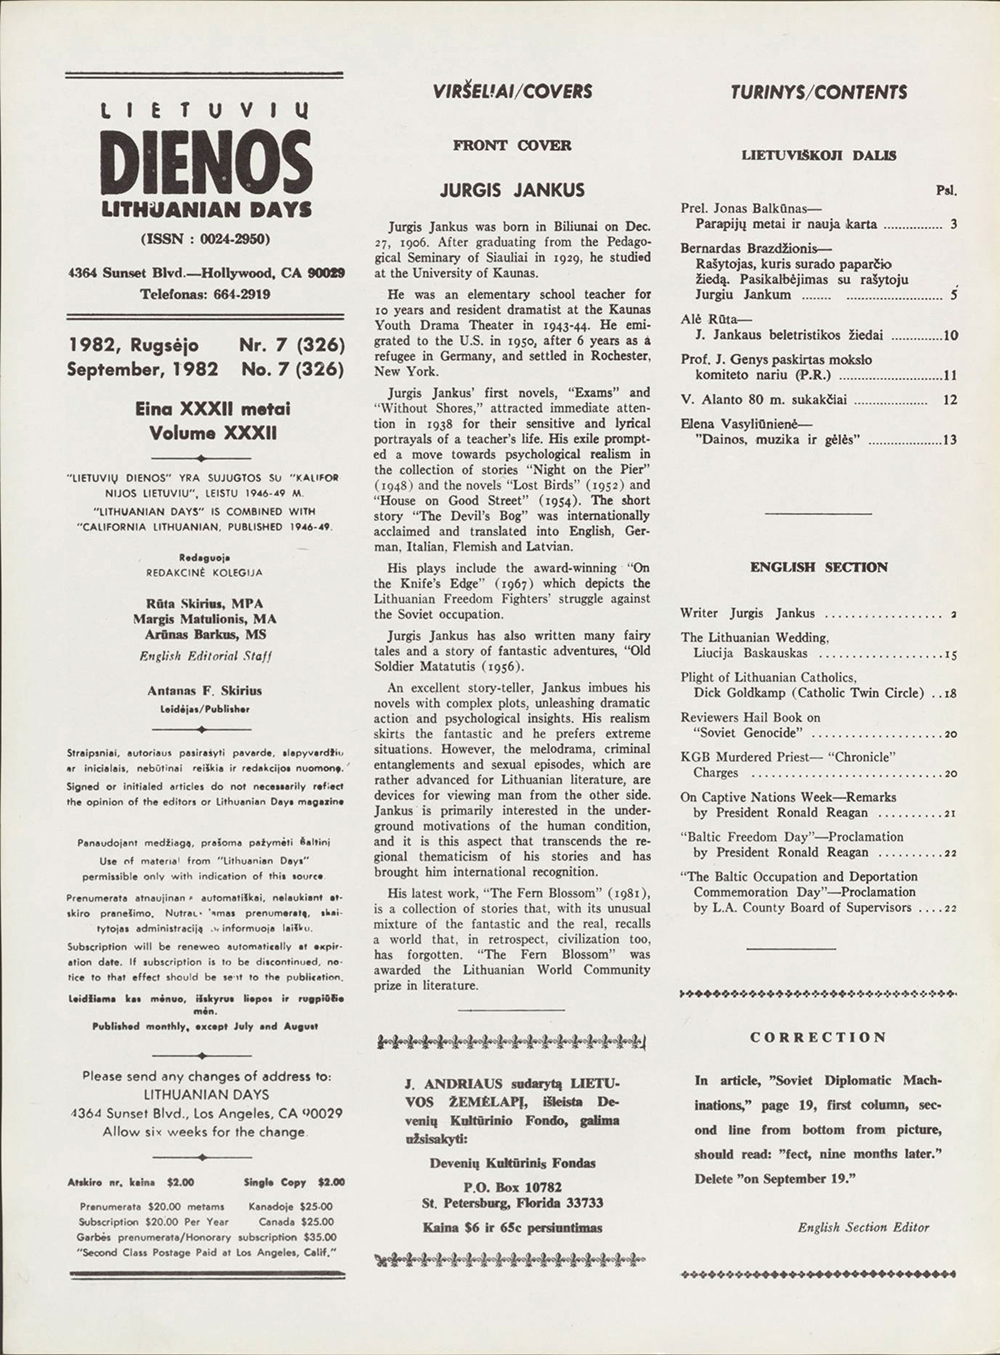 LIETUVIŲ
DIENOS
LITHUANIAN DAYS
(ISSN : 0024-2950)
4364 Sunset Blvd.—Hollywood, CA 90029
Telefonas: 664-2919
1982, Rugsėjo Nr. 7 (326)
September, 1982 No. 7 (326)
Eina XXXII metai
Volume XXXII
"LIETUVIŲ DIENOS" YRA SUJUGTOS SU "KALIFOR
NIJOS LIETUVIU", LEISTU 1946-49 M.
"LITHUANIAN DAYS" IS COMBINED WITH
"CALIFORNIA LITHUANIAN, PUBLISHED 1946-49.
Redaguoja
REDAKCINĖ KOLEGIJA
Rūta Skirius, MPA
Margis Matulionis, MA
Arūnas Barkus, MS
English Editorial Staff
Antanas F. Skirius
Leidėjas/Publisher
Straipsniai, autoriaus pasirašyti pavarde, slapyvardžiu
ar inicialais, nebūtinai reiškia ir redakcijos nuomonę.
Signed or initialed articles do not necessarily reflect
the opinion of the editors or Lithuanian Days magazine
Panaudojant medžiagą, prašoma pažymėti šaltinį
Use of material from "Lithuanian Days"
permissible only with indication of this source
Prenumerata atnaujinan automatiškai, nelaukiant at-
skiro pranešimo. prenumeratę, skai-
tytojas administraciją informuoja laišku.
Subscription will be renewed automatically at expir-
ation date. If subscription is to be discontinued, no-
tice to that effect should be sent to the publication.
Leidžiama kas mėnuo, išskyrus liepos ir rugpiūčio
mėn.
Published monthly, except July and August
Please send any changes of address to:
LITHUANIAN DAYS
4364 Sunset Blvd., Los Angeles, CA 90029
Allow six weeks for the change.
Atskiro nr. kaina $2.00 Single Copy $2.00
Prenumerata $20.00 metams Kanadoje $25.00
Subscription $20.00 Per Year Canada $25.00
Garbės prenumerata/Honorary subscription $35.00
"Second Class Postage Paid at Los Angeles, Calif."
VIRŠELIAI/COVERS
FRONT COVER
JURGIS JANKUS
Jurgis Jankus was born in Biliunai on Dec.
27, 1906. After graduating from the Pedago-
gical Seminary of Siauliai in 1929, he studied
at the University of Kaunas.
He was an elementary school teacher for
10 years and resident dramatist at the Kaunas
Youth Drama Theater in 1943-44. He emi-
grated to the U.S. in 1950, after 6 years as a
refugee in Germany, and settled in Rochester,
New York.
Jurgis Jankus' first novels, "Exams" and
"Without Shores," attracted immediate atten-
tion in 1938 for their sensitive and lyrical
portrayals of a teacher's life. His exile prompt-
ed a move towards psychological realism in
the collection of stories "Night on the Pier"
(1948) and the novels "Lost Birds" (1952) and
"House on Good Street" (1954). The short
story "The Devil's Bog" was internationally
acclaimed and translated into English, Ger-
man, Italian, Flemish and Latvian.
His plays include the award-winning "On
the Knife's Edge" (1967) which depicts the
Lithuanian Freedom Fighters' struggle against
the Soviet occupation.
Jurgis Jankus has also written many fairy
tales and a story of fantastic adventures, "Old
Soldier Matatutis (1956).
An excellent story-teller, Jankus imbues his
novels with complex plots, unleashing dramatic
action and psychological insights. His realism
skirts the fantastic and he prefers extreme
situations. However, the melodrama, criminal
entanglements and sexual episodes, which are
rather advanced for Lithuanian literature, are
devices for viewing man from the other side.
Jankus is primarily interested in the under-
ground motivations of the human condition,
and it is this aspect that transcends the re-
gional thematicism of his stories and has
brought him international recognition.
His latest work, "The Fern Blossom" (1981),
is a collection of stories that, with its unusual
mixture of the fantastic and the real, recalls
a world that, in retrospect, civilization too,
has forgotten. "The Fern Blossom" was
awarded the Lithuanian World Community
prize in literature.
J. ANDRIAUS sudarytą LIETU-
VOS ŽEMĖLAPĮ, išleista De-
venių Kultūrinio Fondo, galima
užsisakyti:
Devenių Kultūrinis Fondas
P.O. Box 10782
St. Petersburg, Florida 33733
Kaina $6 ir 65c persiuntimas
TURINYS/CONTENTS
LIETUVIŠKOJI DALIS
Psl.
Prel. Jonas Balkūnas—
Parapijų metai ir nauja karta ................ 3
Bernardas Brazdžionis—
Rašytojas, kuris surado paparčio
žiedą. Pasikalbėjimas su rašytoju
Jurgiu Jankum ........ .......................... 5
Alė Rūta—
J. Jankaus beletristikos žiedai ..............10
Prof. J. Genys paskirtas mokslo
komiteto nariu (P.R.) ............................11
V. Alanto 80 m. sukakčiai .................... 12
Elena Vasyliūnienė—
"Dainos, muzika ir gėlės" ....................13
ENGLISH SECTION
Writer Jurgis Jankus .................. 2
The Lithuanian Wedding,
Liucija Baskauskas ...................15
Plight of Lithuanian Catholics,
Dick Goldkamp (Catholic Twin Circle) ..18
Reviewers Hail Book on
"Soviet Genocide" ....................20
KGB Murdered Priest— "Chronicle"
Charges .............................20
On Captive Nations Week—Remarks
by President Ronald Reagan ..........21
"Baltic Freedom Day"—Proclamation
by President Ronald Reagan ..........22
"The Baltic Occupation and Deportation
Commemoration Day"—Proclamation
by L.A. County Board of Supervisors ....22
CORRECTION
In article, "Soviet Diplomatic Mach-
inations," page 19, first column, sec-
ond line from bottom from picture,
should read: "fect, nine months later."
Delete "on September 19."
English Section Editor